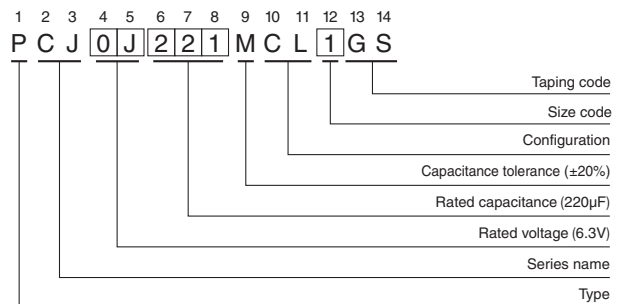 1 2 3 4 5 6 7 8 9 10 11 12 13 14
P C J 0 J 2 2 1 M C L 1 G S
Taping code
Size code
Configuration
Capacitance tolerance (±20%)
Rated capacitance (220μF)
Rated voltage (6.3V)
Series name
Type